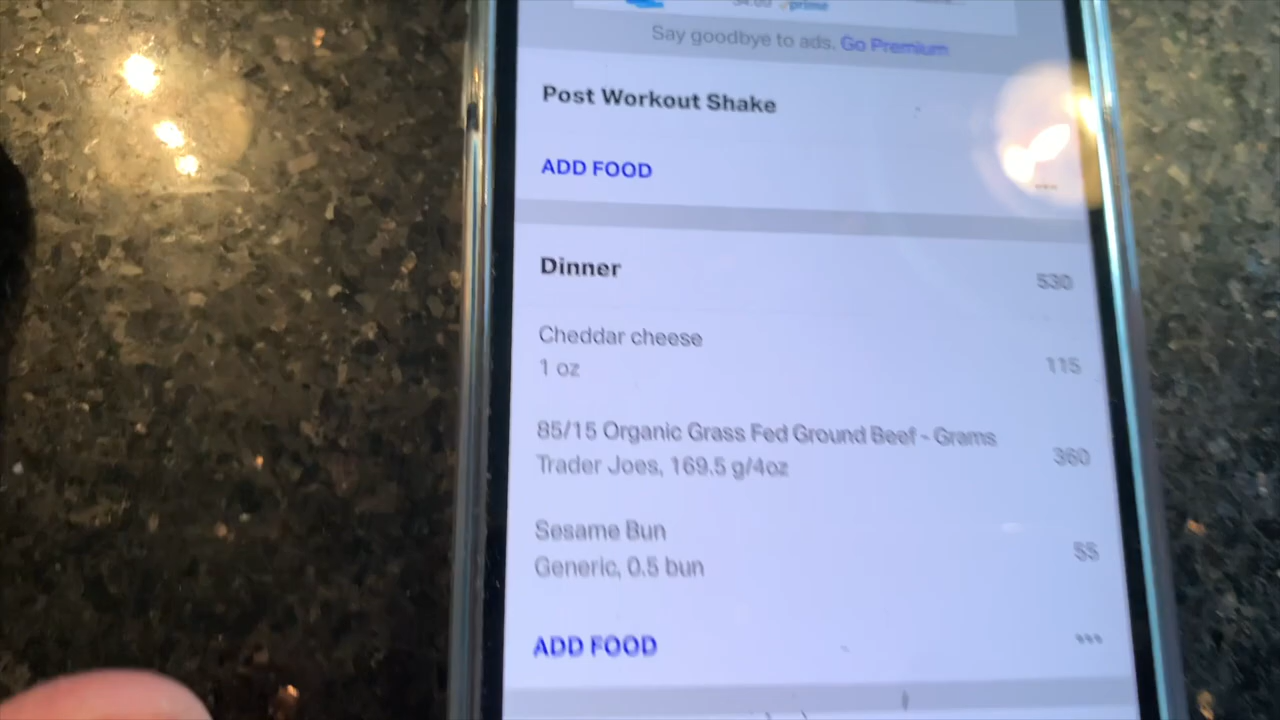 prime
Say goodbye to ads. Go Premium
Post Workout Shake
ADD FOOD
Dinner 530
Cheddar cheese
1 oz 115
85/15 Organic Grass Fed Ground Beef - Grams
Trader Joes, 169.5 g/4oz 360
Sesame Bun 55
Generic, 0.5 bun
ADD FOOD